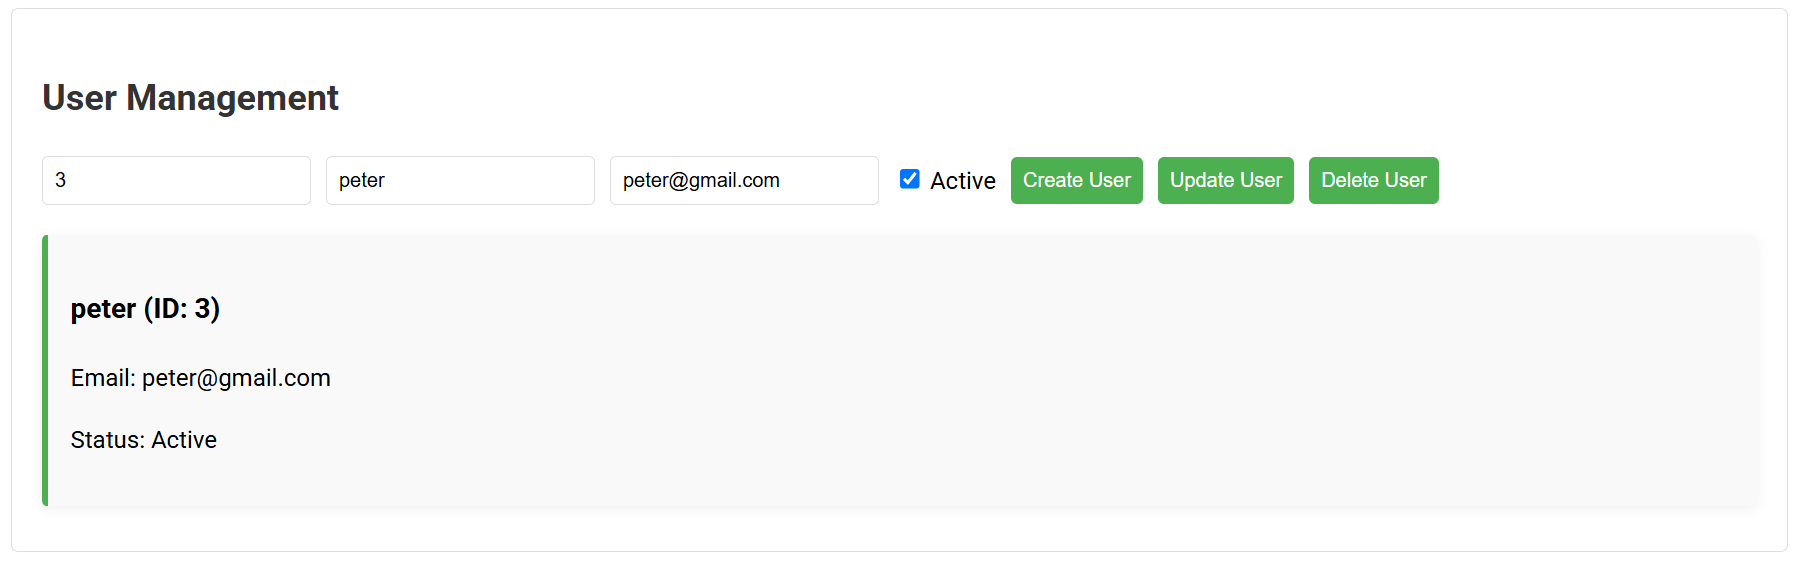 User Management
3 peter peter@gmail.com Active Create User Update User Delete User
peter (ID: 3)
Email: peter@gmail.com
Status: Active